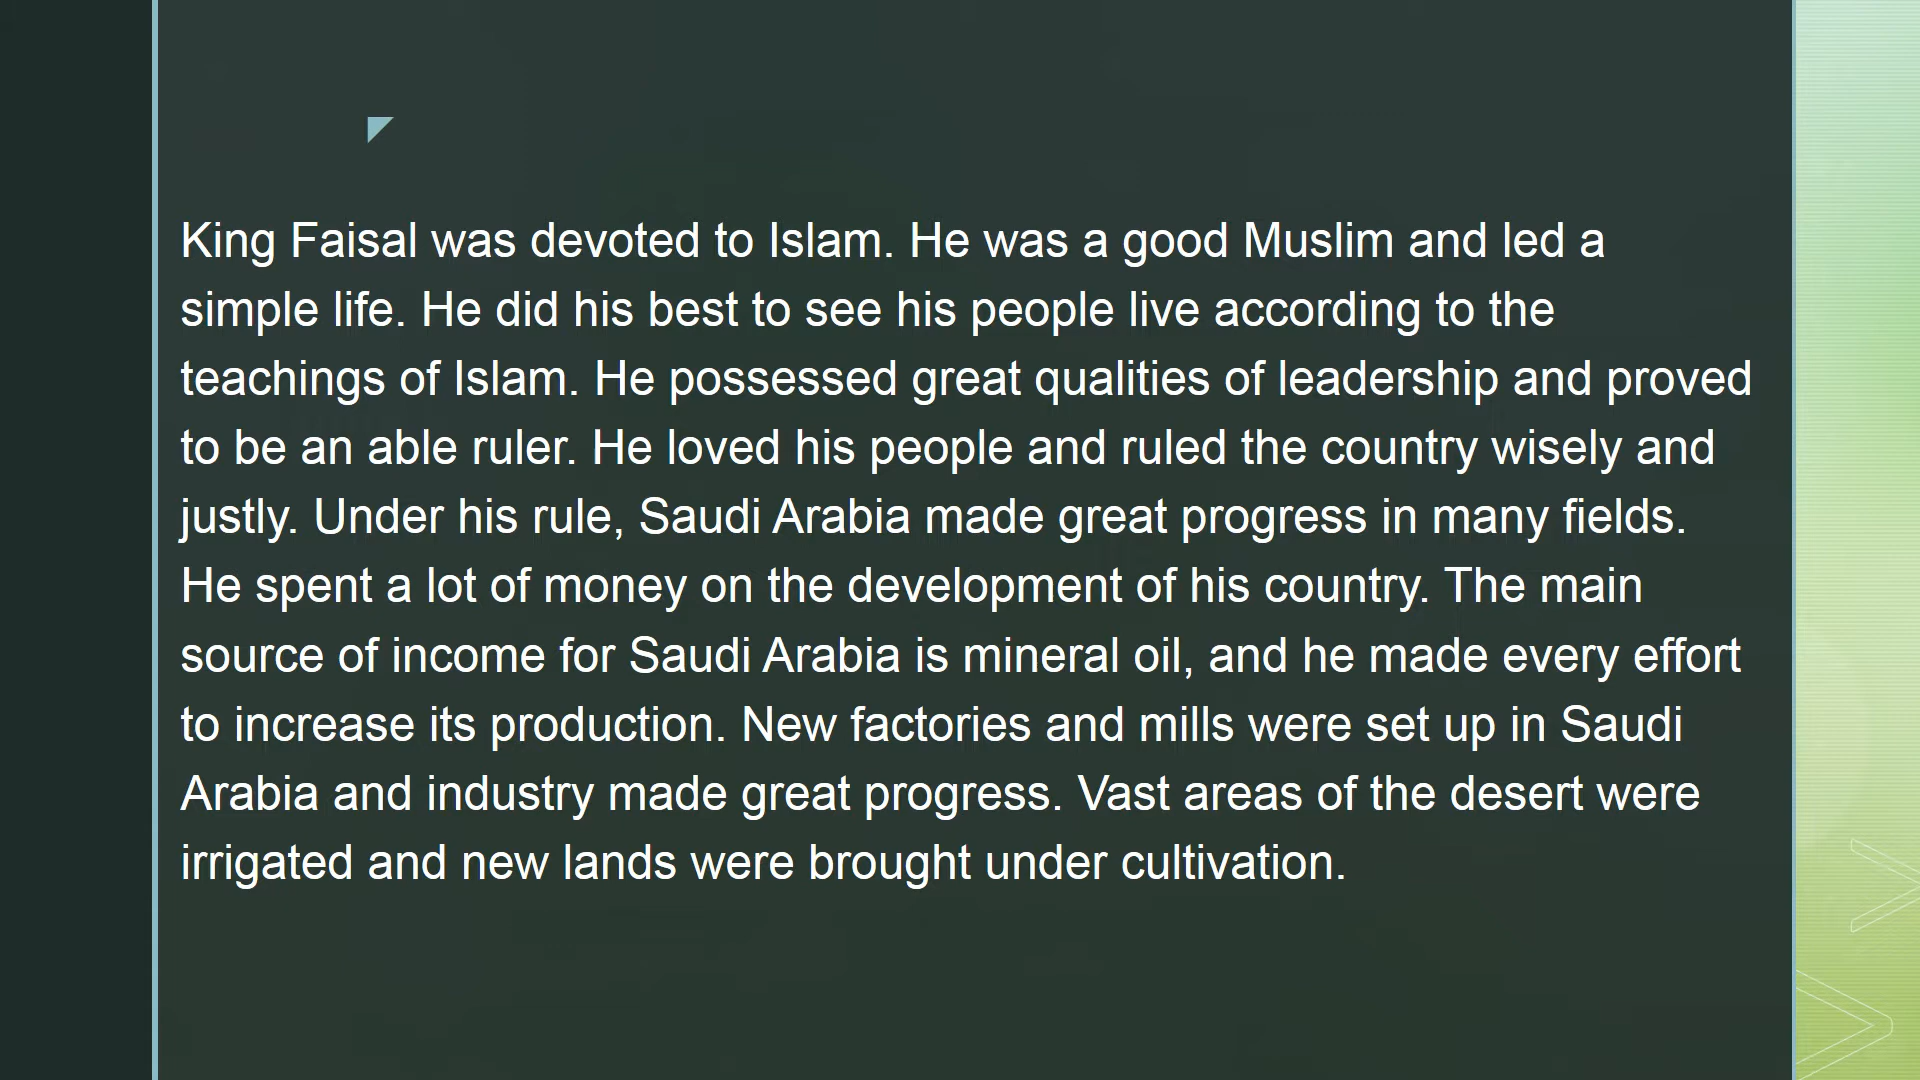 King Faisal was devoted to Islam. He was a good Muslim and led a
simple life. He did his best to see his people live according to the
teachings of Islam. He possessed great qualities of leadership and proved
to be an able ruler. He loved his people and ruled the country wisely and
justly. Under his rule, Saudi Arabia made great progress in many fields.
He spent a lot of money on the development of his country. The main
source of income for Saudi Arabia is mineral oil, and he made every effort
to increase its production. New factories and mills were set up in Saudi
Arabia and industry made great progress. Vast areas of the desert were
irrigated and new lands were brought under cultivation.